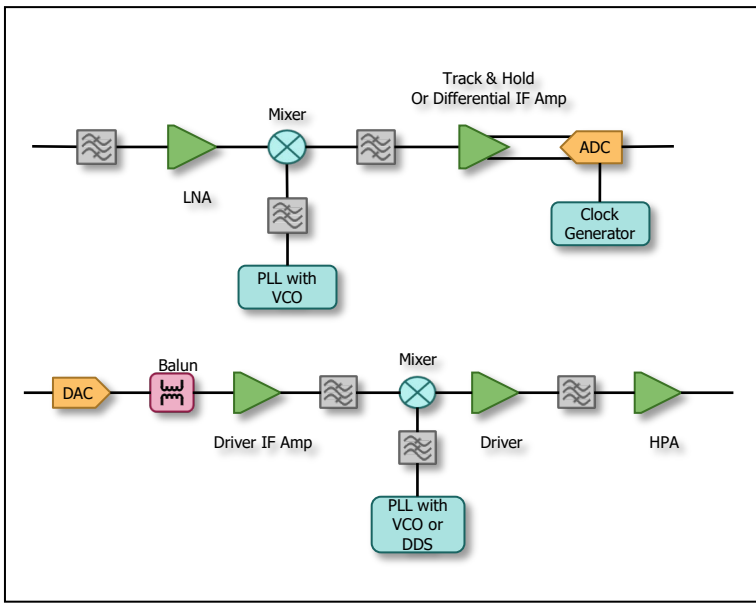 Track & Hold
Or Differential IF Amp
Mixer
ADC
LNA
Clock
Generator
PLL with
VCO
Mixer
Balun
DAC
Driver IF Amp
Driver
HPA
PLL with
VCO or
DDS